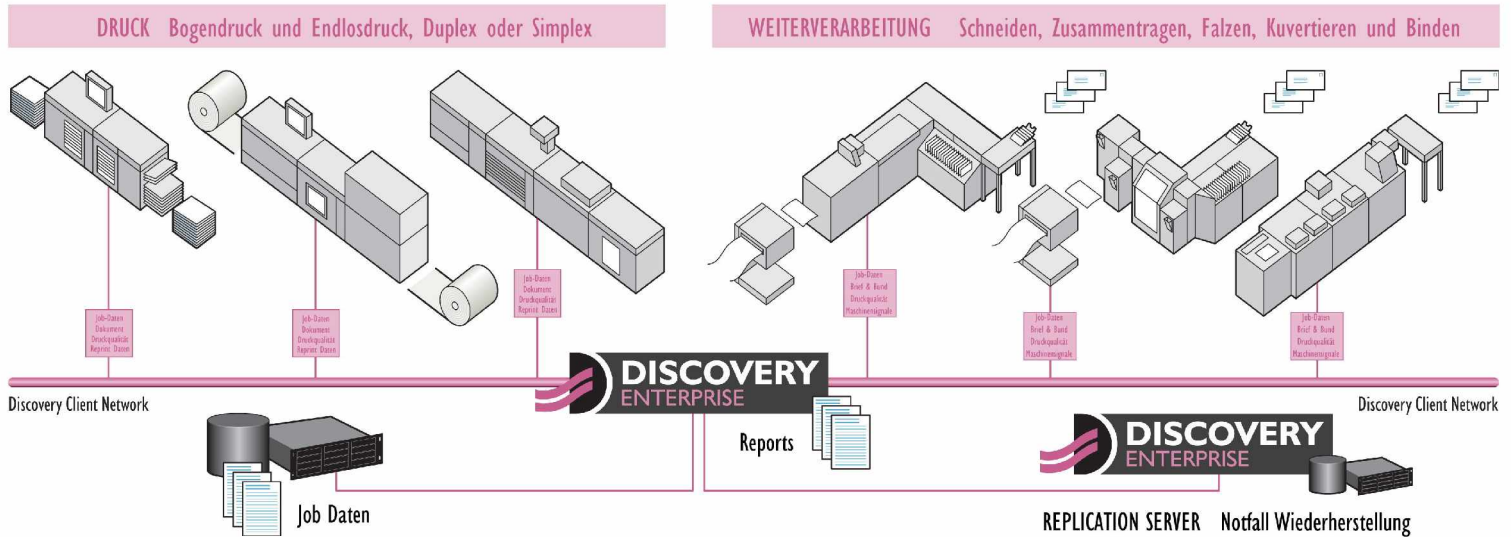 DRUCK Bogendruck und Endlosdruck, Duplex oder Simplex
WEITERVERARBEITUNG Schneiden, Zusammentragen, Falzen, Kuvertieren und Binden
Job-Daten
Dokument
Druckqualität
Reprint Daten
Job-Daten
Dokument
Druckqualität
Reprint Daten
Job-Daten
Dokument
Druckqualität
Reprint Daten
Job-Daten
Brief & Bund
Druckqualität
Maschinensignale
Job-Daten
Brief & Bund
Druckqualität
Maschinensignale
Job-Daten
Brief & Bund
Druckqualität
Maschinensignale
DISCOVERY
ENTERPRISE
Discovery Client Network
Discovery Client Network
Reports
DISCOVERY
ENTERPRISE
Job Daten
REPLICATION SERVER Notfall Wiederherstellung